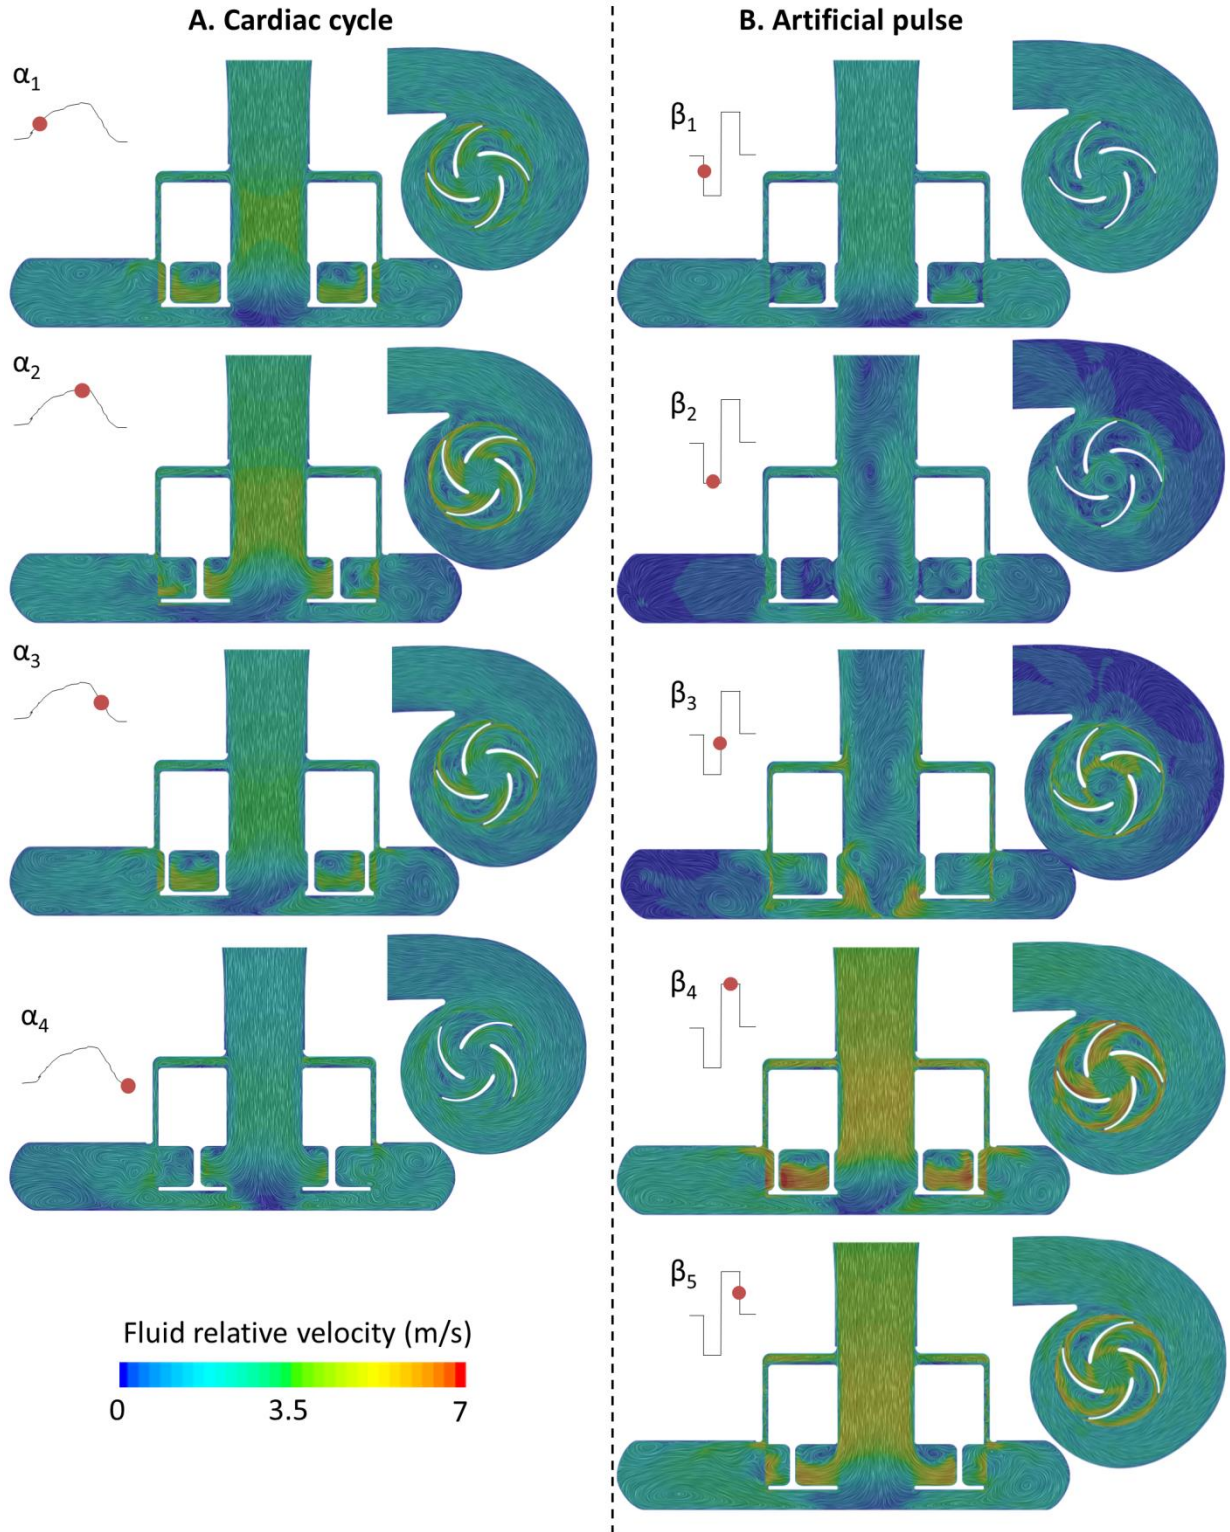 A. Cardiac cycle
α1
α2
α3
α4
Fluid relative velocity (m/s)
0 3.5 7
B. Artificial pulse
β1
β2
β3
β4
β5